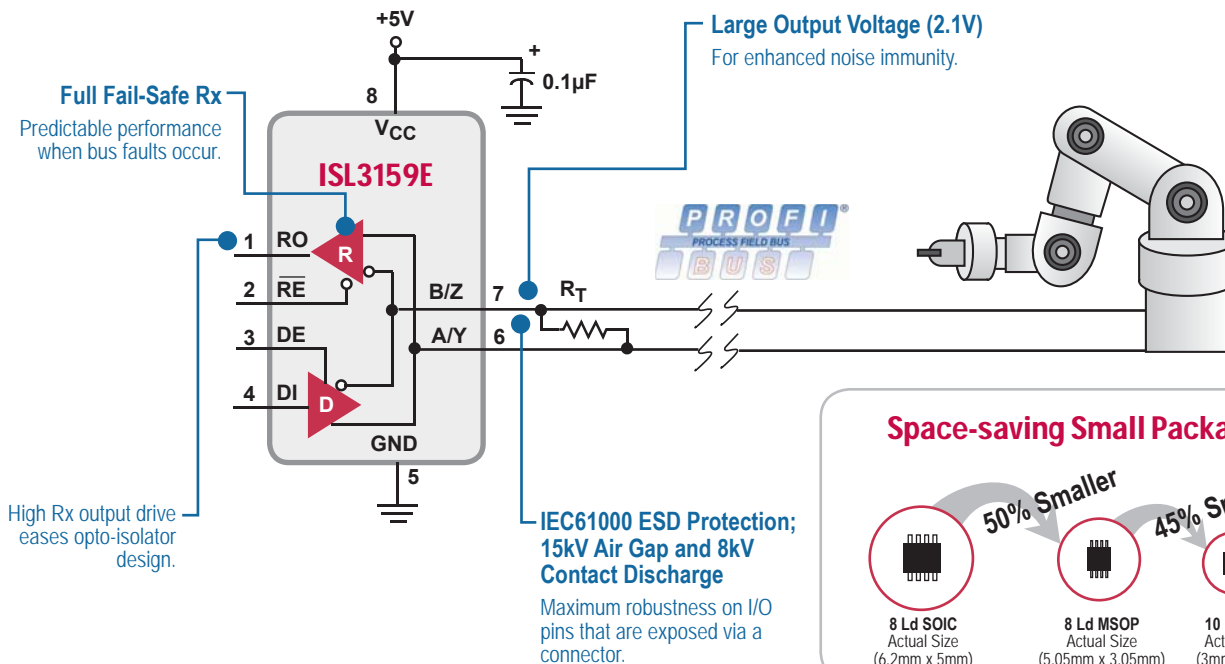 +5V
Large Output Voltage (2.1V)
For enhanced noise immunity.
+
0.1µF
Full Fail-Safe Rx
Predictable performance
when bus faults occur.
8
VCC
ISL3159E
PROFI®
PROCESS FIELD BUS
BUS
1 RO
R
2 RE
B/Z 7
RT
3 DE
A/Y 6
4 DI
D
GND
5
High Rx output drive
eases opto-isolator
design.
IEC61000 ESD Protection;
15kV Air Gap and 8kV
Contact Discharge
Maximum robustness on I/O
pins that are exposed via a
connector.
Space-saving Small Packa
50% Smaller
45% Sm
8 Ld SOIC
Actual Size
(6.2mm x 5mm)
8 Ld MSOP
Actual Size
(5.05mm x 3.05mm)
10
Act
(3mm